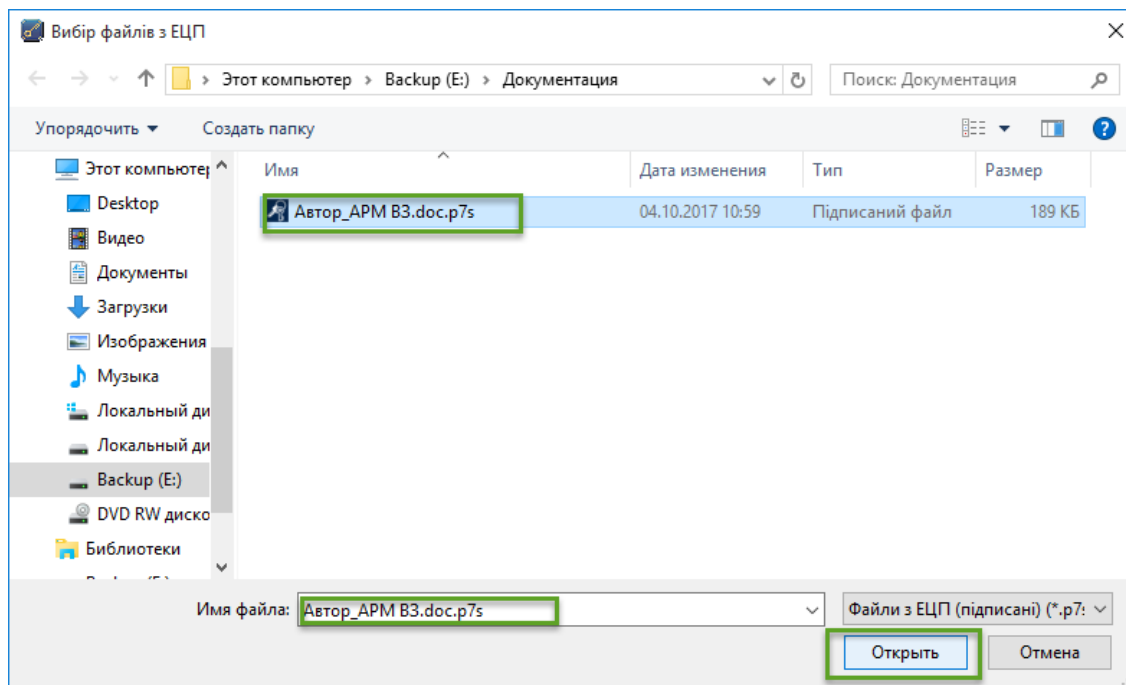 Вибір файлів з ЕЦП
Этот компьютер > Backup (E:) > Документация
Поиск: Документация
Упорядочить
Создать папку
Этот компьютер
Desktop
Видео
Документы
Загрузки
Изображения
Музыка
Локальный ди
Локальный ди
Backup (E:)
DVD RW диско
Библиотеки
Имя
Дата изменения
Тип
Размер
Автор_АРМ ВЗ.doc.p7s
04.10.2017 10:59
Підписаний файл
189 КБ
Имя файла:
Автор_АРМ ВЗ.doc.p7s
Файли з ЕЦП (підписані) (*.p7s
Открыть
Отмена